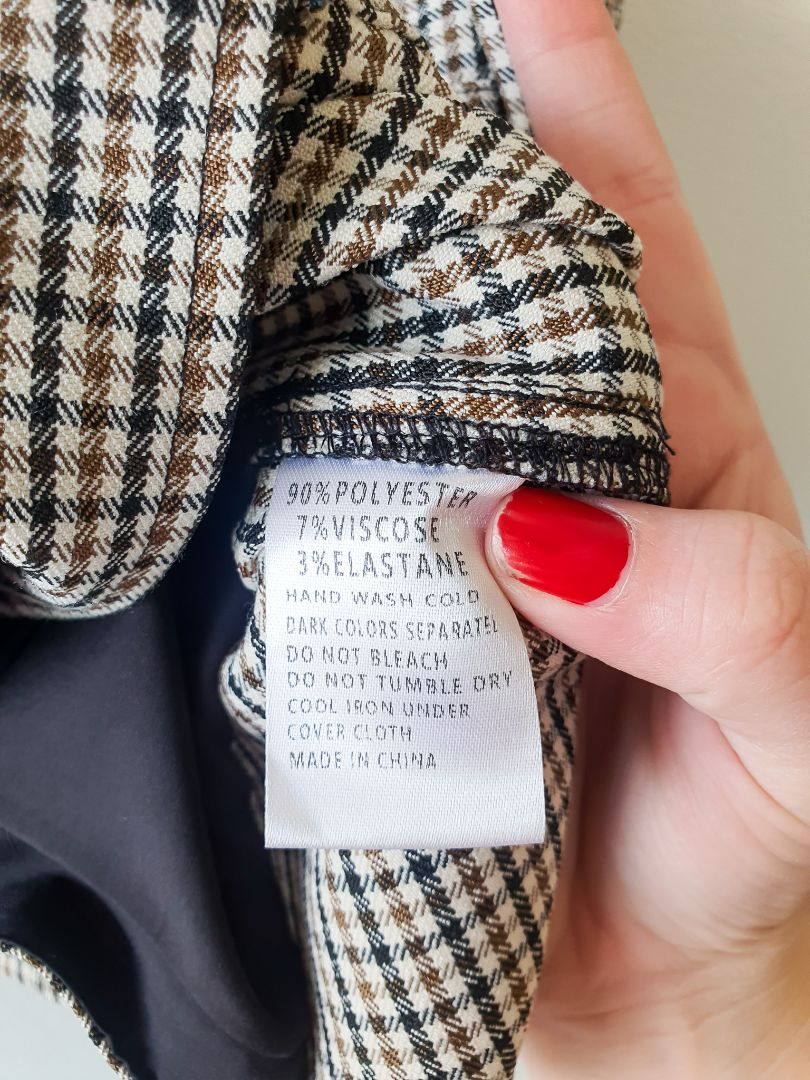 90%POLYESTER
7%VISCOSE
3%ELASTANE
HAND WASH COLD
DARK COLORS SEPARATEL
DO NOT BLEACH
DO NOT TUMBLE DRY
COOL IRON UNDER
COVER CLOTH
MADE IN CHINA